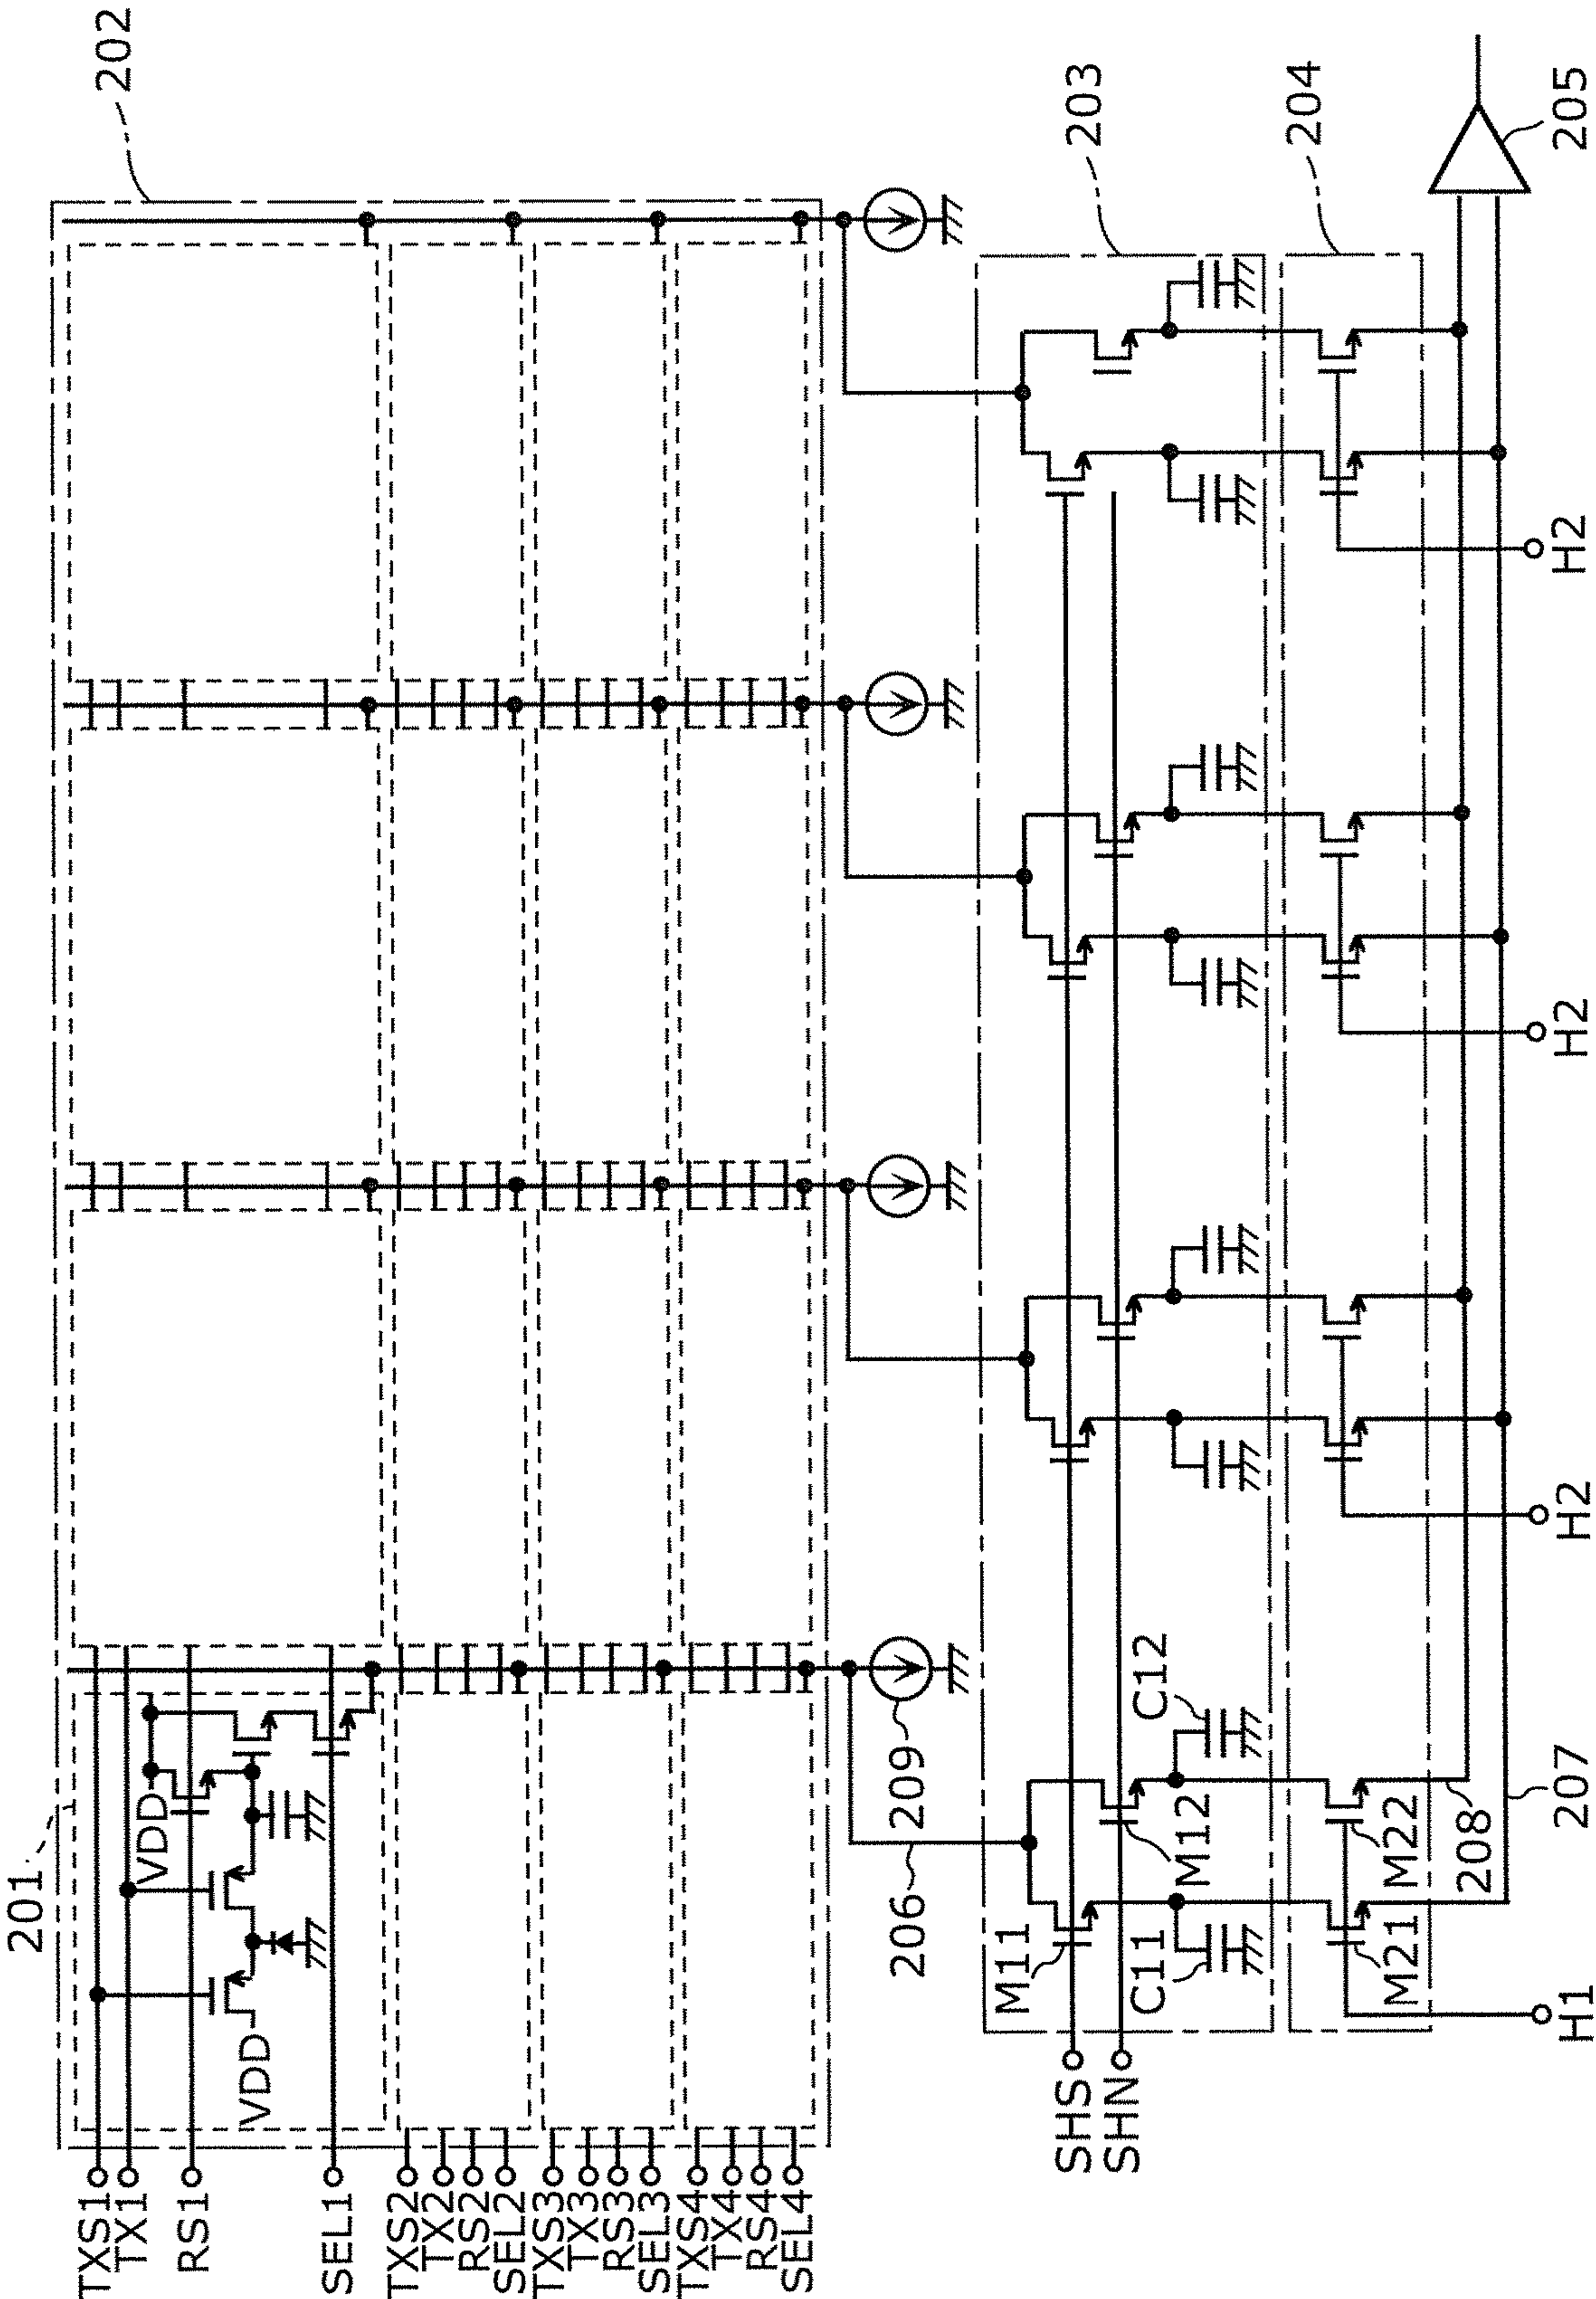 201
202
TXS1
TX1
RS1
SEL1
VDD
VDD
TXS2
TX2
RS2
SEL2
TXS3
TX3
RS3
SEL3
TXS4
TX4
RS4
SEL4
206
209
203
SHS
SHN
M11
M12
C11
C12
204
M21
M22
208
207
205
H1
H2
H2
H2